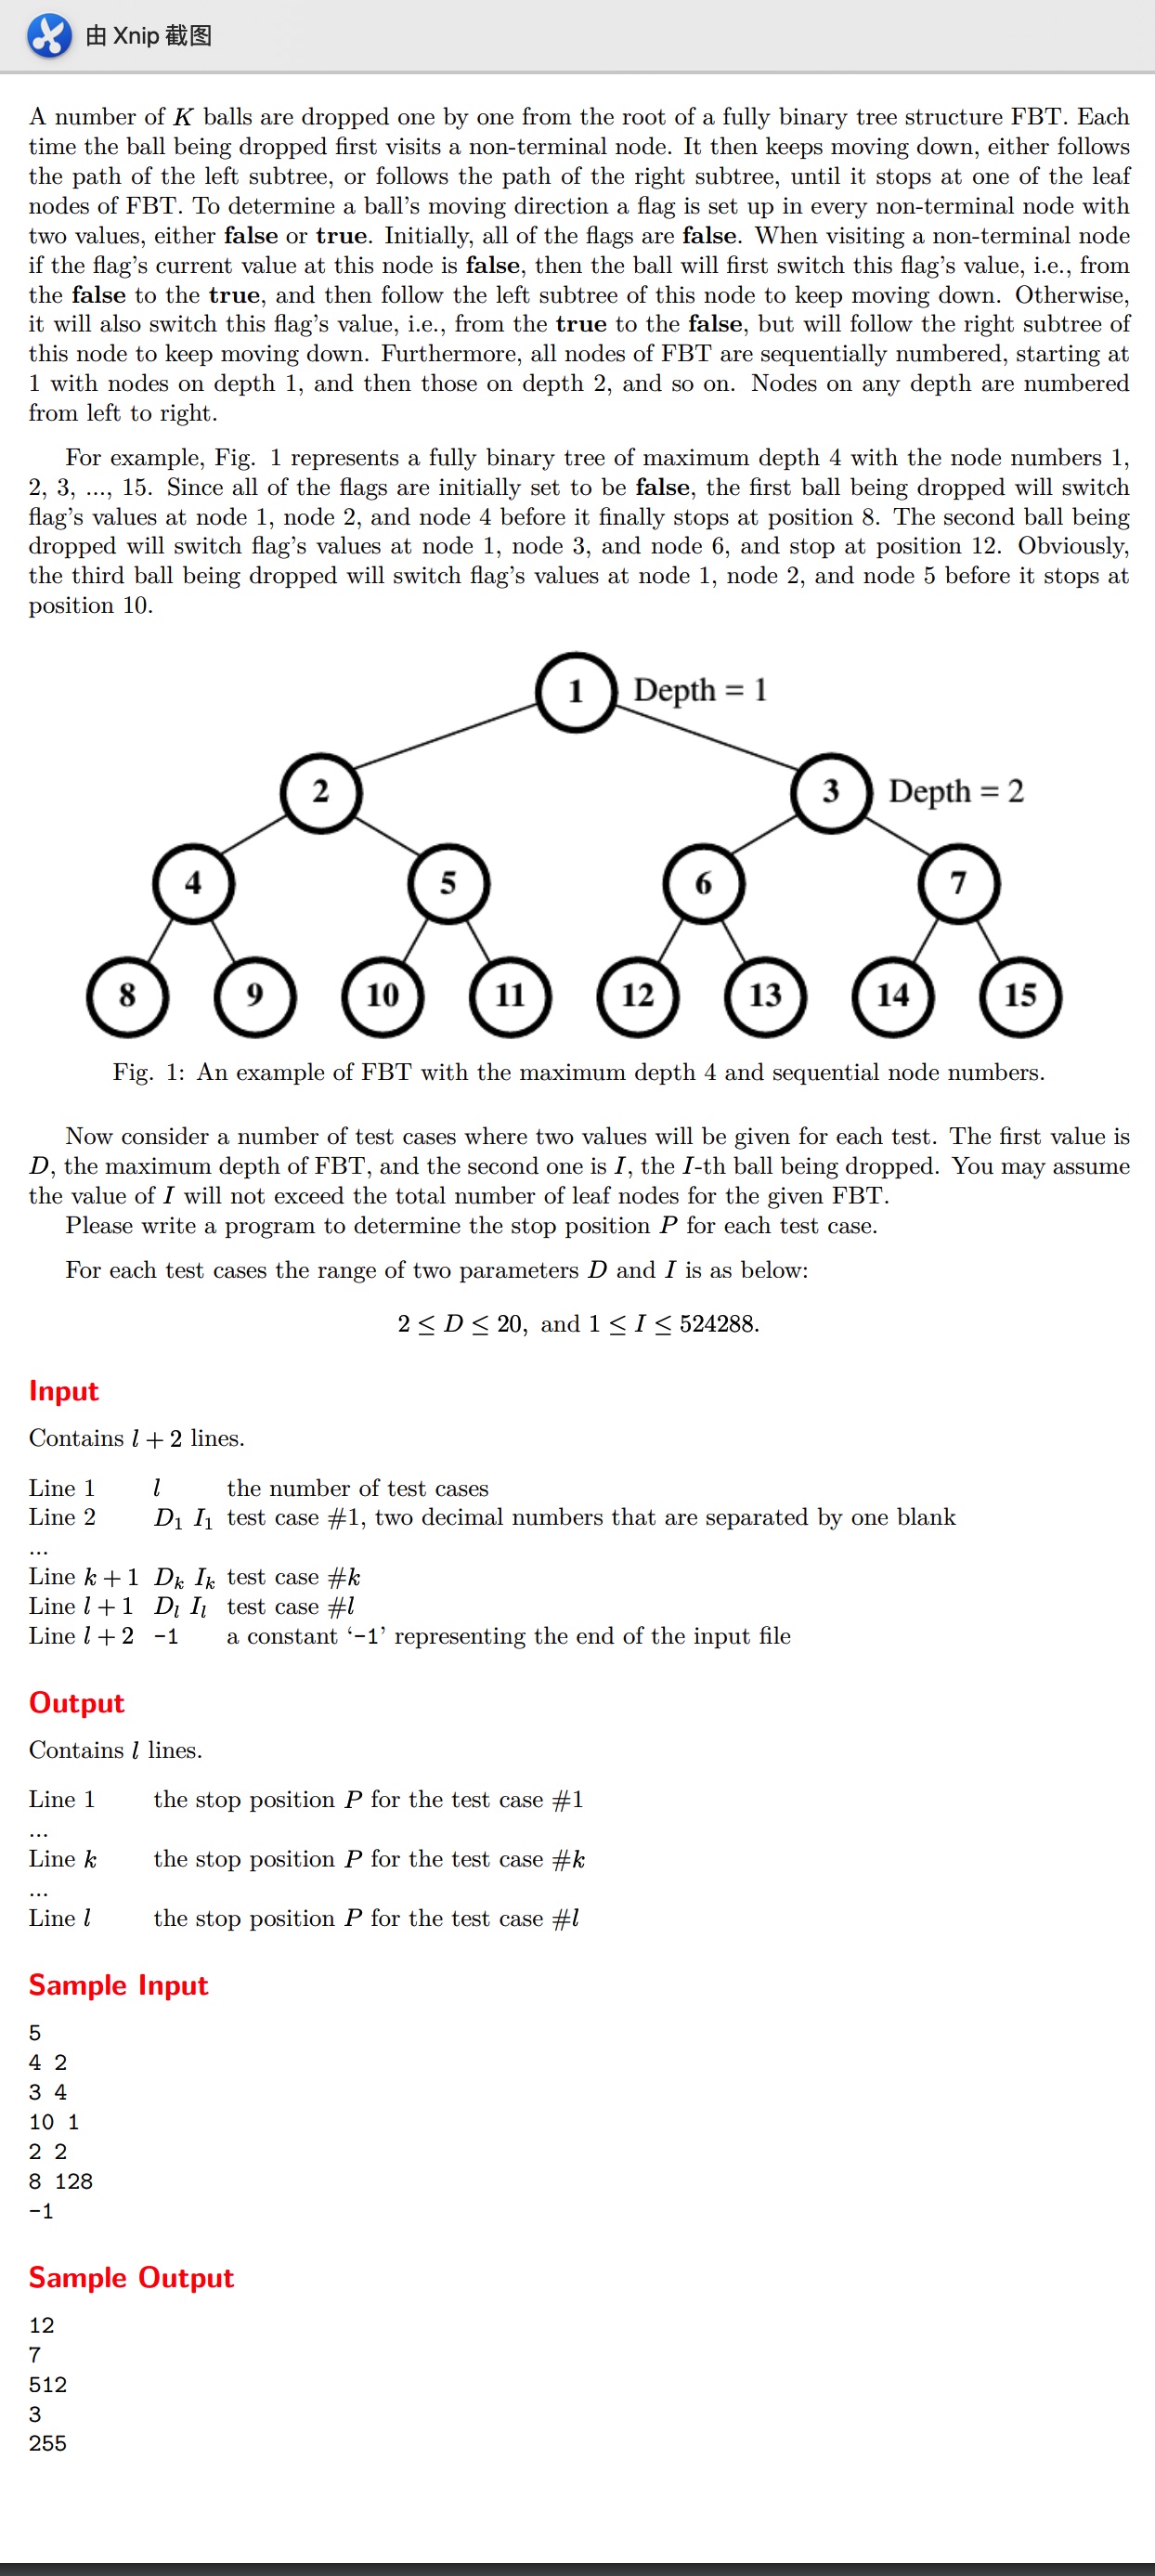 由 Xnip 截图
A number of K balls are dropped one by one from the root of a fully binary tree structure FBT. Each
time the ball being dropped first visits a non-terminal node. It then keeps moving down, either follows
the path of the left subtree, or follows the path of the right subtree, until it stops at one of the leaf
nodes of FBT. To determine a ball's moving direction a flag is set up in every non-terminal node with
two values, either false or true. Initially, all of the flags are false. When visiting a non-terminal node
if the flag's current value at this node is false, then the ball will first switch this flag's value, i.e., from
the false to the true, and then follow the left subtree of this node to keep moving down. Otherwise,
it will also switch this flag's value, i.e., from the true to the false, but will follow the right subtree of
this node to keep moving down. Furthermore, all nodes of FBT are sequentially numbered, starting at
1 with nodes on depth 1, and then those on depth 2, and so on. Nodes on any depth are numbered
from left to right.
For example, Fig. 1 represents a fully binary tree of maximum depth 4 with the node numbers 1,
2, 3, ..., 15. Since all of the flags are initially set to be false, the first ball being dropped will switch
flag's values at node 1, node 2, and node 4 before it finally stops at position 8. The second ball being
dropped will switch flag's values at node 1, node 3, and node 6, and stop at position 12. Obviously,
the third ball being dropped will switch flag's values at node 1, node 2, and node 5 before it stops at
position 10.
1 Depth = 1
2 3 Depth = 2
4 5 6 7
8 9 10 11 12 13 14 15
Fig. 1: An example of FBT with the maximum depth 4 and sequential node numbers.
Now consider a number of test cases where two values will be given for each test. The first value is
D, the maximum depth of FBT, and the second one is I, the I-th ball being dropped. You may assume
the value of I will not exceed the total number of leaf nodes for the given FBT.
Please write a program to determine the stop position P for each test case.
For each test cases the range of two parameters D and I is as below:
2 ≤ D ≤ 20, and 1 ≤ I ≤ 524288.
Input
Contains l + 2 lines.
Line 1 l the number of test cases
Line 2 D₁ I₁ test case #1, two decimal numbers that are separated by one blank
...
Line k + 1 Dₖ Iₖ test case #k
Line l + 1 Dₗ Iₗ test case #l
Line l + 2 -1 a constant ‘-1’ representing the end of the input file
Output
Contains l lines.
Line 1 the stop position P for the test case #1
...
Line k the stop position P for the test case #k
...
Line l the stop position P for the test case #l
Sample Input
5
4 2
3 4
10 1
2 2
8 128
-1
Sample Output
12
7
512
3
255